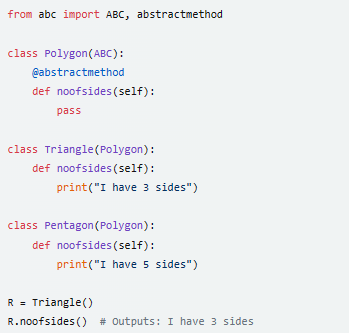 from abc import ABC, abstractmethod
class Polygon(ABC):
    @abstractmethod
    def noofsides(self):
        pass
class Triangle(Polygon):
    def noofsides(self):
        print("I have 3 sides")
class Pentagon(Polygon):
    def noofsides(self):
        print("I have 5 sides")
R = Triangle()
R.noofsides()  # Outputs: I have 3 sides